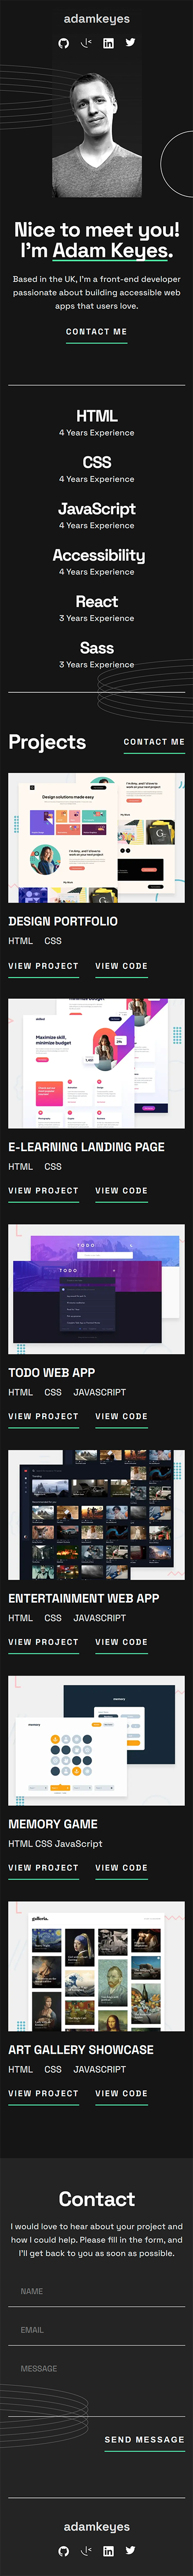 adamkeyes
Nice to meet you!
I'm Adam Keyes.
Based in the UK, I'm a front-end developer
passionate about building accessible web
apps that users love.
CONTACT ME
HTML
4 Years Experience
CSS
4 Years Experience
JavaScript
4 Years Experience
Accessibility
4 Years Experience
React
3 Years Experience
Sass
3 Years Experience
Projects
CONTACT ME
Design solutions made easy
DESIGN PORTFOLIO
HTML CSS
VIEW PROJECT VIEW CODE
Maximize skill,
minimize budget
E-LEARNING LANDING PAGE
HTML CSS
VIEW PROJECT VIEW CODE
TODO
TODO
TODO WEB APP
HTML CSS JAVASCRIPT
VIEW PROJECT VIEW CODE
ENTERTAINMENT WEB APP
HTML CSS JAVASCRIPT
VIEW PROJECT VIEW CODE
memory
memory
MEMORY GAME
HTML CSS JavaScript
VIEW PROJECT VIEW CODE
galleria.
ART GALLERY SHOWCASE
HTML CSS JAVASCRIPT
VIEW PROJECT VIEW CODE
Contact
I would love to hear about your project and
how I could help. Please fill in the form, and
I'll get back to you as soon as possible.
NAME
EMAIL
MESSAGE
SEND MESSAGE
adamkeyes